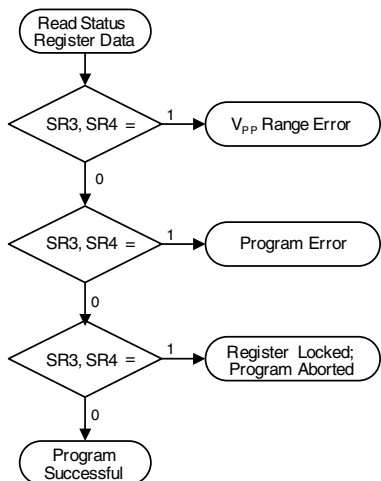 Read Status
Register Data
SR3, SR4 =
1
V_PP Range Error
0
SR3, SR4 =
1
Program Error
0
SR3, SR4 =
1
Register Locked;
Program Aborted
0
Program
Successful